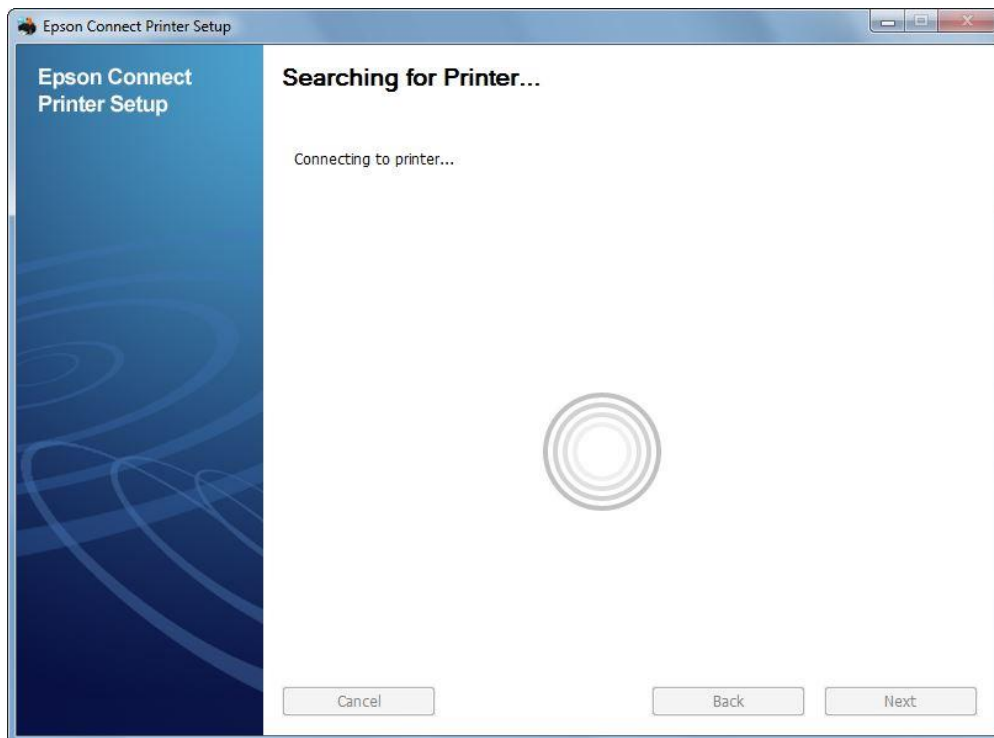 Epson Connect Printer Setup
Epson Connect
Printer Setup
Searching for Printer...
Connecting to printer...
Cancel
Back
Next